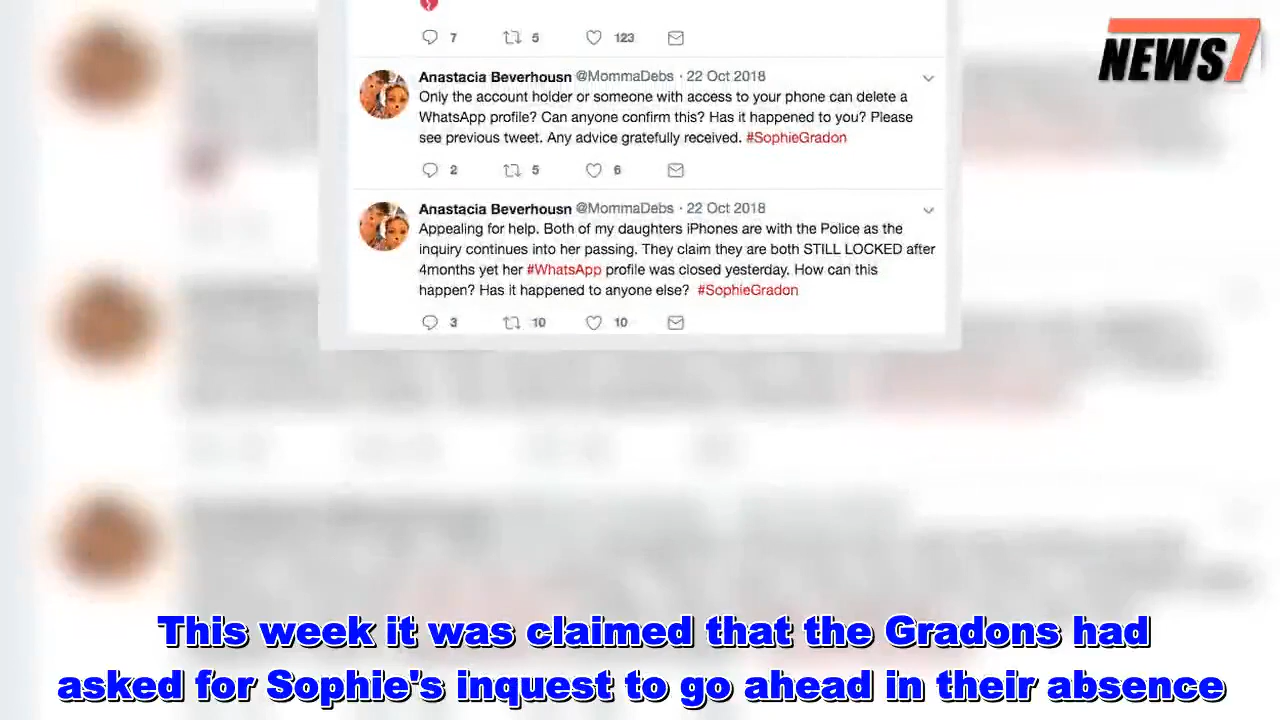 7 5 123
NEWS7
Anastacia Beverhousn @MommaDebs · 22 Oct 2018
Only the account holder or someone with access to your phone can delete a
WhatsApp profile? Can anyone confirm this? Has it happened to you? Please
see previous tweet. Any advice gratefully received. #SophieGradon
2 5 6
Anastacia Beverhousn @MommaDebs · 22 Oct 2018
Appealing for help. Both of my daughters iPhones are with the Police as the
inquiry continues into her passing. They claim they are both STILL LOCKED after
4months yet her #WhatsApp profile was closed yesterday. How can this
happen? Has it happened to anyone else? #SophieGradon
3 10 10
This week it was claimed that the Gradons had
asked for Sophie's inquest to go ahead in their absence